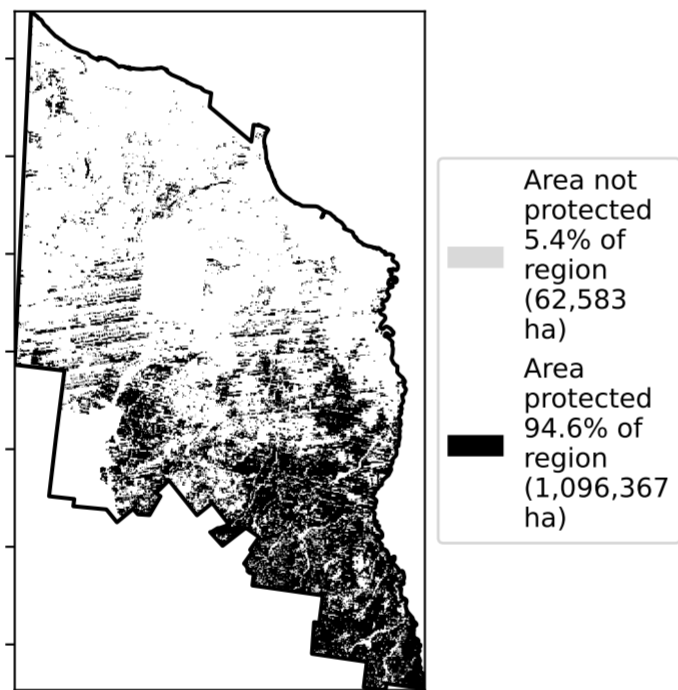 Area not
protected
5.4% of
region
(62,583
ha)
Area
protected
94.6% of
region
(1,096,367
ha)